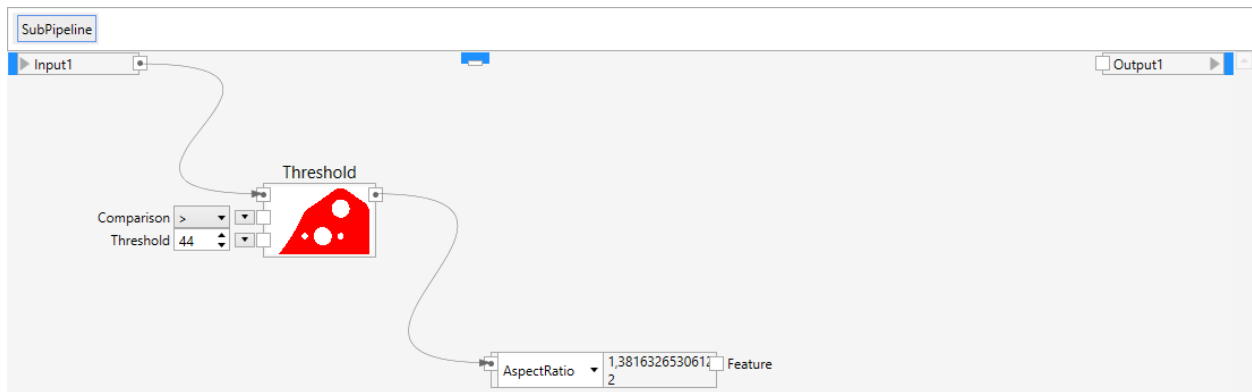 SubPipeline
Input1
Output1
Threshold
Comparison >
Threshold 44
AspectRatio 1,381632653061
2
Feature